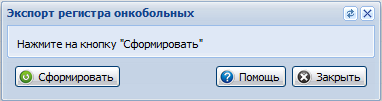 Экспорт регистра онкобольных
Нажмите на кнопку "Сформировать"
Сформировать
Помощь
Закрыть